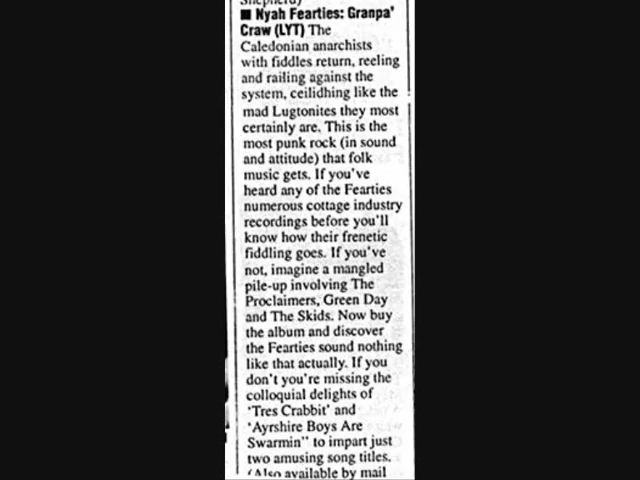 Shepherd)
■ Nyah Fearties: Granpa'
Craw (LYT) The
Caledonian anarchists
with fiddles return, reeling
and railing against the
system, ceilidhing like the
mad Lugtonites they most
certainly are. This is the
most punk rock (in sound
and attitude) that folk
music gets. If you've
heard any of the Fearties
numerous cottage industry
recordings before you'll
know how their frenetic
fiddling goes. If you've
not, imagine a mangled
pile-up involving The
Proclaimers, Green Day
and The Skids. Now buy
the album and discover
the Fearties sound nothing
like that actually. If you
don't you're missing the
colloquial delights of
'Tres Crabbit' and
'Ayrshire Boys Are
Swarmin" to impart just
two amusing song titles.
(Also available by mail